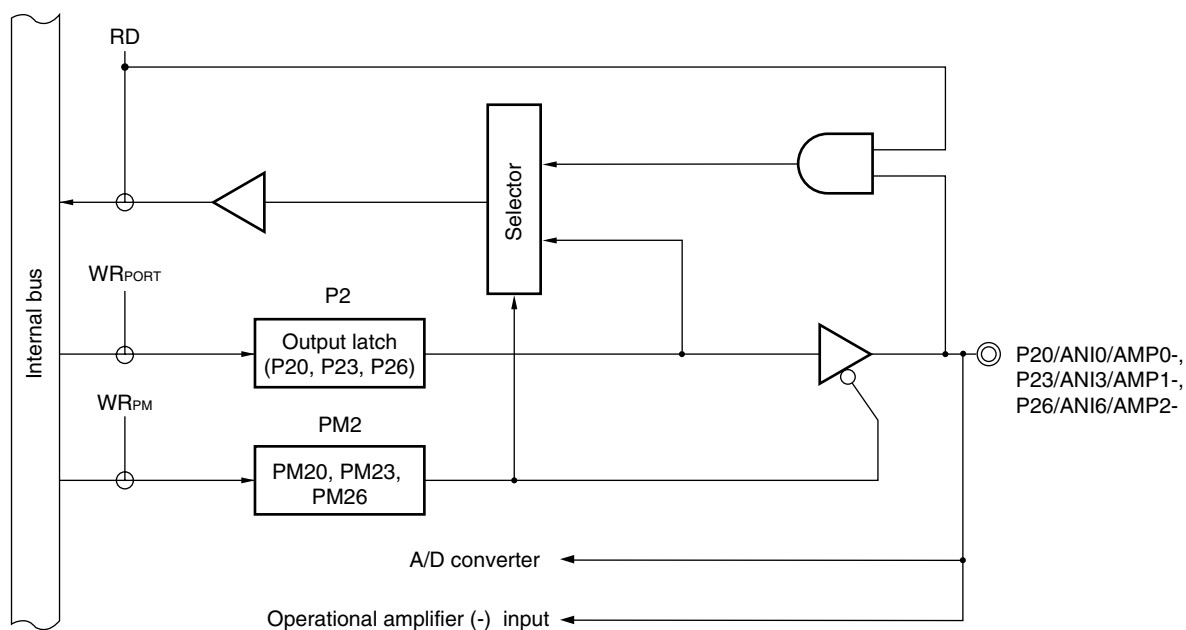 RD
Selector
Internal bus
WRPORT
P2
Output latch
(P20, P23, P26)
P20/ANI0/AMP0-,
P23/ANI3/AMP1-,
P26/ANI6/AMP2-
WRPM
PM2
PM20, PM23,
PM26
A/D converter
Operational amplifier (-) input